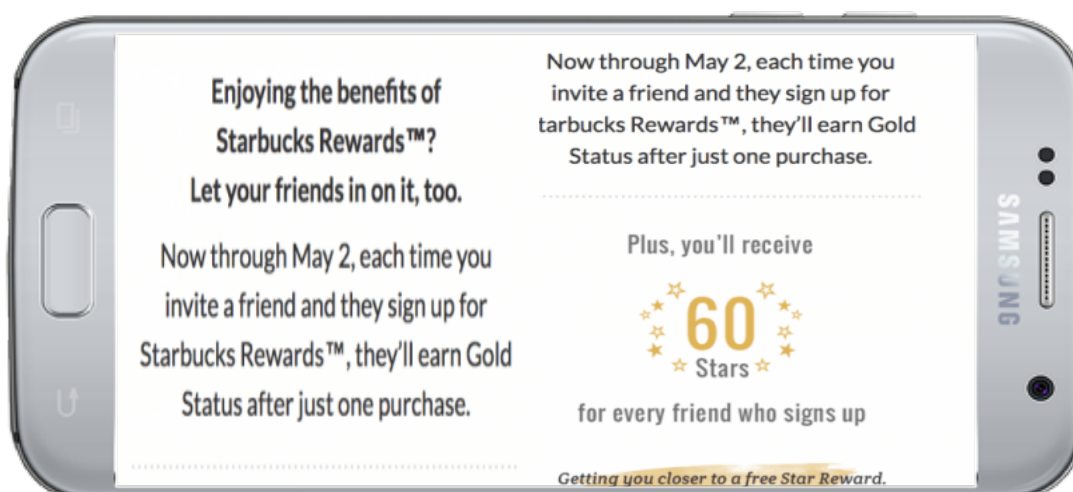 Enjoying the benefits of
Starbucks Rewards™?
Let your friends in on it, too.
Now through May 2, each time you
invite a friend and they sign up for
Starbucks Rewards™, they'll earn Gold
Status after just one purchase.
Now through May 2, each time you
invite a friend and they sign up for
tarbucks Rewards™, they'll earn Gold
Status after just one purchase.
Plus, you'll receive
60
Stars
for every friend who signs up
Getting you closer to a free Star Reward.
SAMSUNG